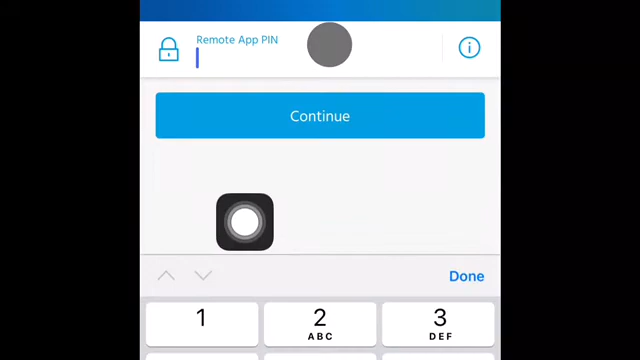 Remote App PIN
Continue
Done
1 2 3
ABC DEF